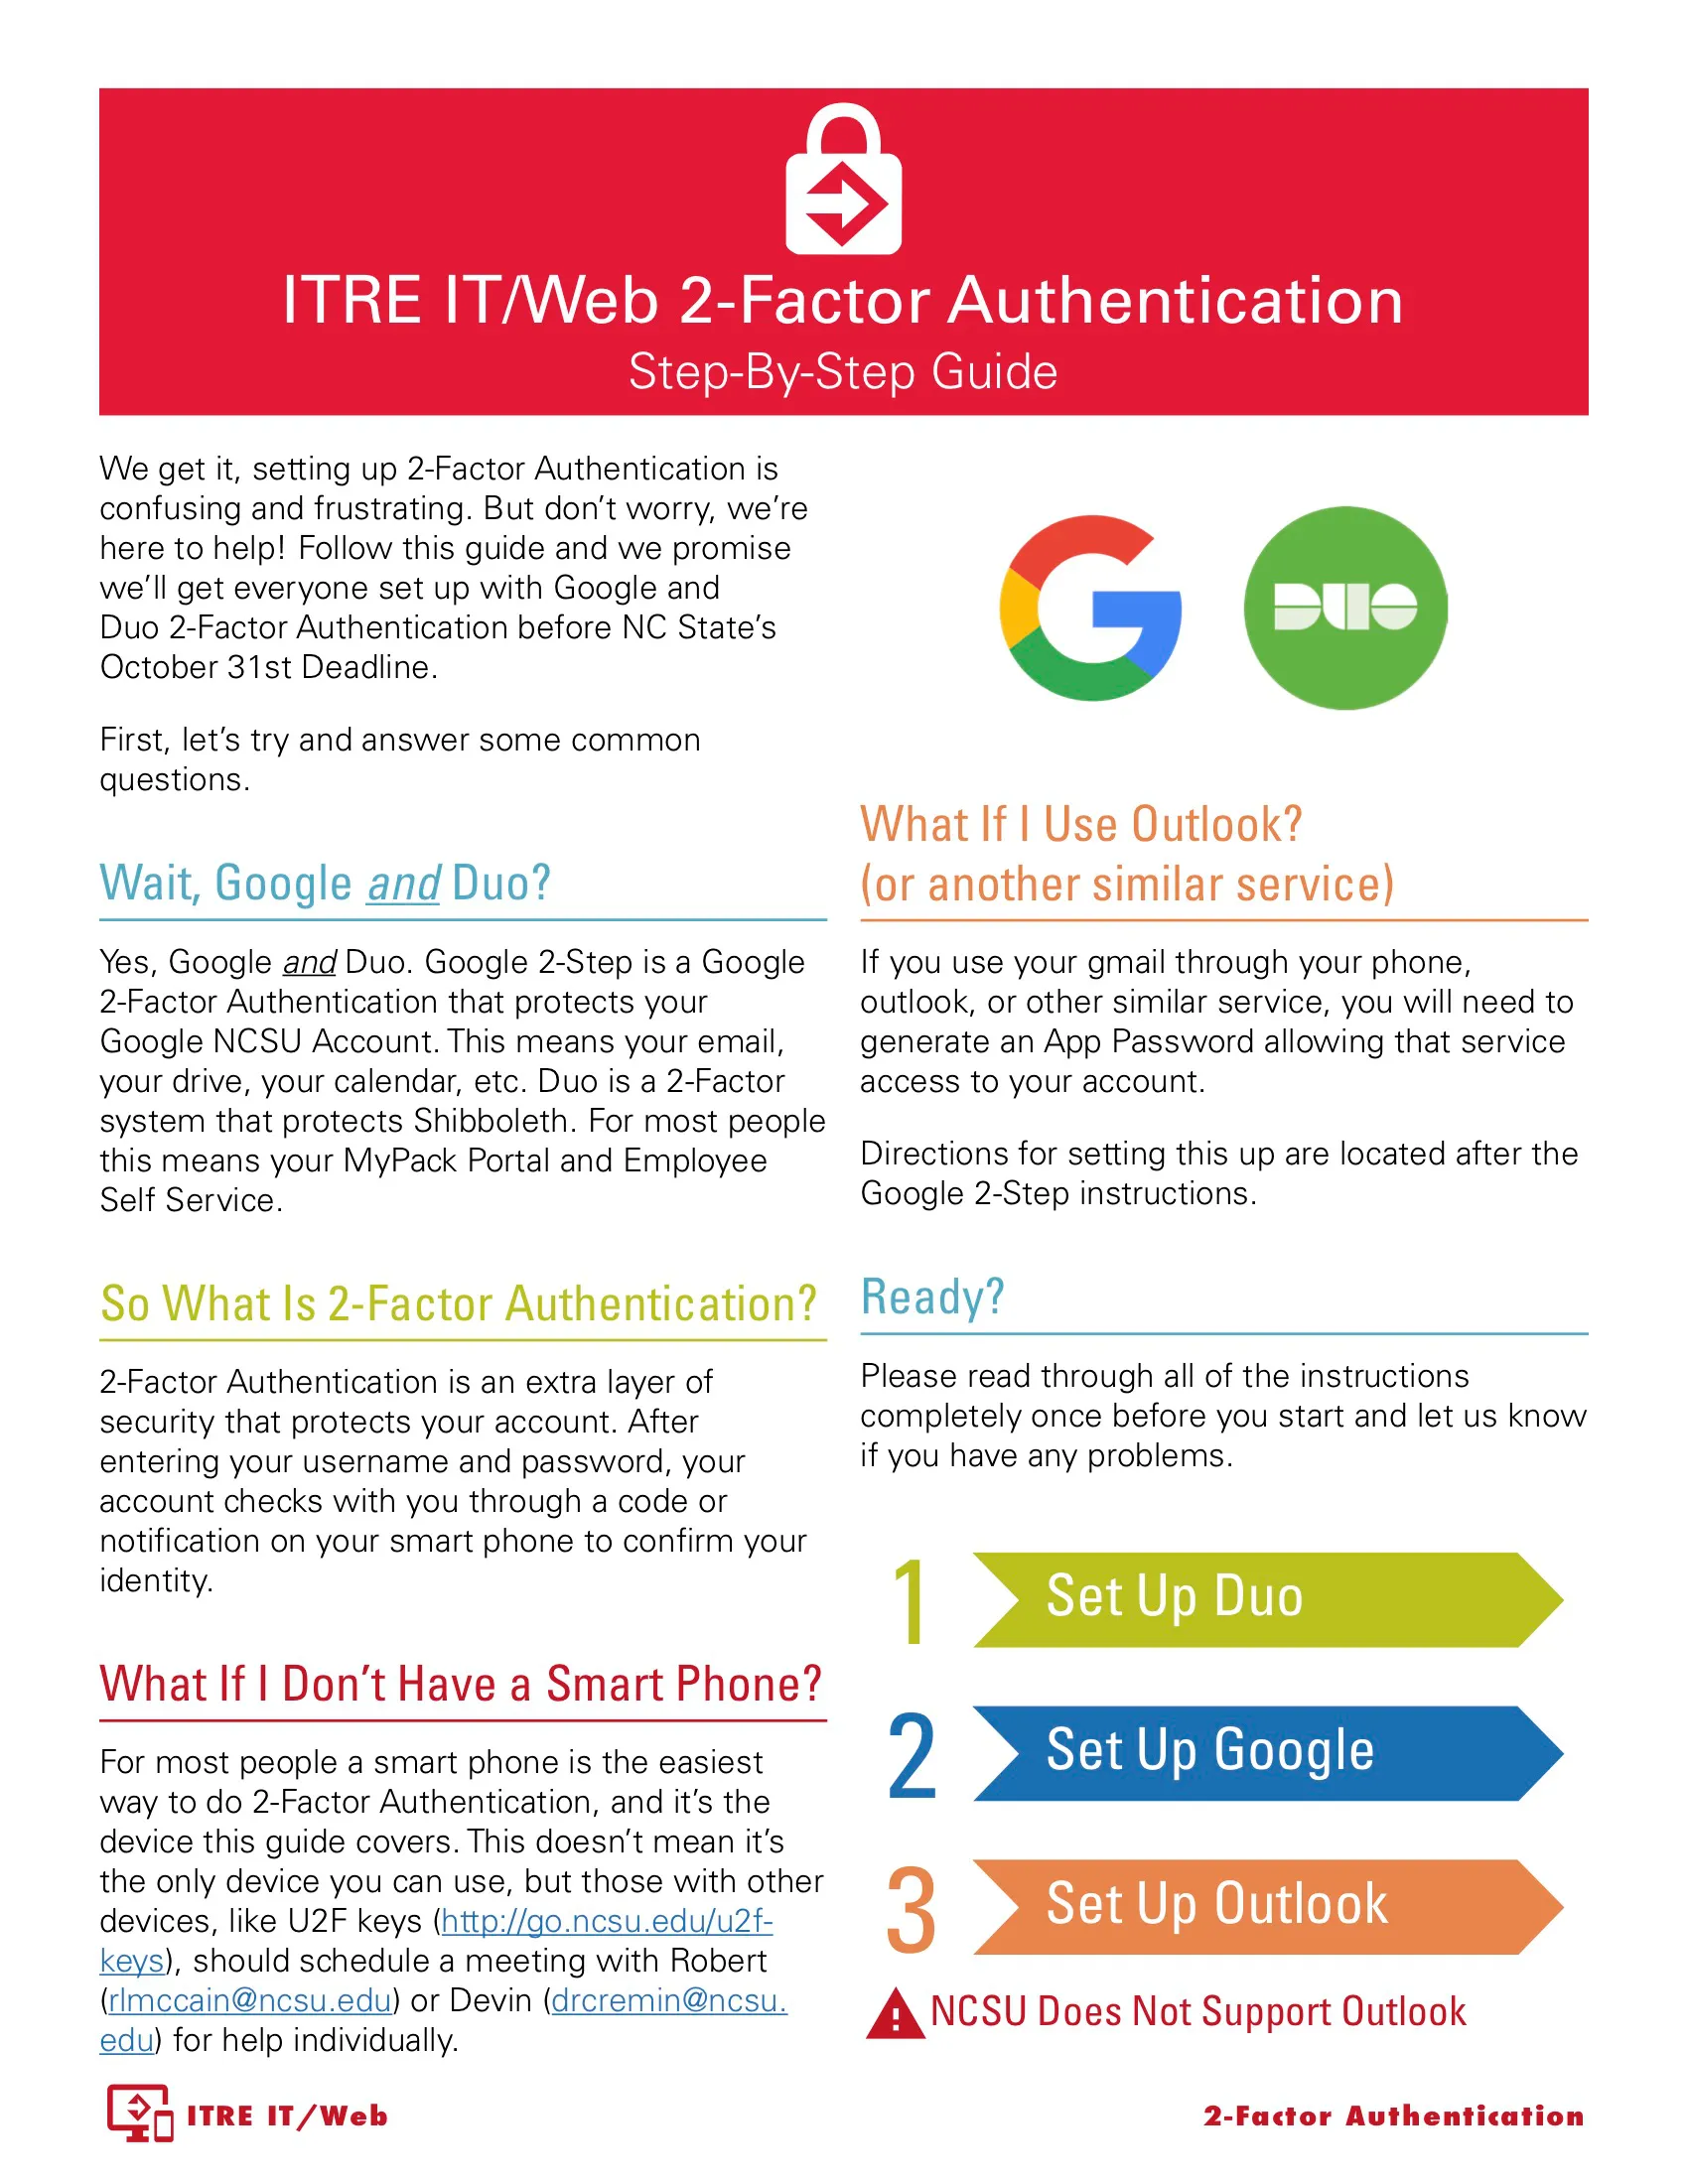 ITRE IT/Web 2-Factor Authentication
Step-By-Step Guide
We get it, setting up 2-Factor Authentication is
confusing and frustrating. But don’t worry, we’re
here to help! Follow this guide and we promise
we’ll get everyone set up with Google and
Duo 2-Factor Authentication before NC State’s
October 31st Deadline.
First, let’s try and answer some common
questions.
Wait, Google and Duo?
Yes, Google and Duo. Google 2-Step is a Google
2-Factor Authentication that protects your
Google NCSU Account. This means your email,
your drive, your calendar, etc. Duo is a 2-Factor
system that protects Shibboleth. For most people
this means your MyPack Portal and Employee
Self Service.
So What Is 2-Factor Authentication?
2-Factor Authentication is an extra layer of
security that protects your account. After
entering your username and password, your
account checks with you through a code or
notification on your smart phone to confirm your
identity.
What If I Don’t Have a Smart Phone?
For most people a smart phone is the easiest
way to do 2-Factor Authentication, and it’s the
device this guide covers. This doesn’t mean it’s
the only device you can use, but those with other
devices, like U2F keys (http://go.ncsu.edu/u2f-
keys), should schedule a meeting with Robert
(rlmccain@ncsu.edu) or Devin (drcremin@ncsu.
edu) for help individually.
G
DUO
What If I Use Outlook?
(or another similar service)
If you use your gmail through your phone,
outlook, or other similar service, you will need to
generate an App Password allowing that service
access to your account.
Directions for setting this up are located after the
Google 2-Step instructions.
Ready?
Please read through all of the instructions
completely once before you start and let us know
if you have any problems.
1 Set Up Duo
2 Set Up Google
3 Set Up Outlook
NCSU Does Not Support Outlook
ITRE IT/Web
2-Factor Authentication